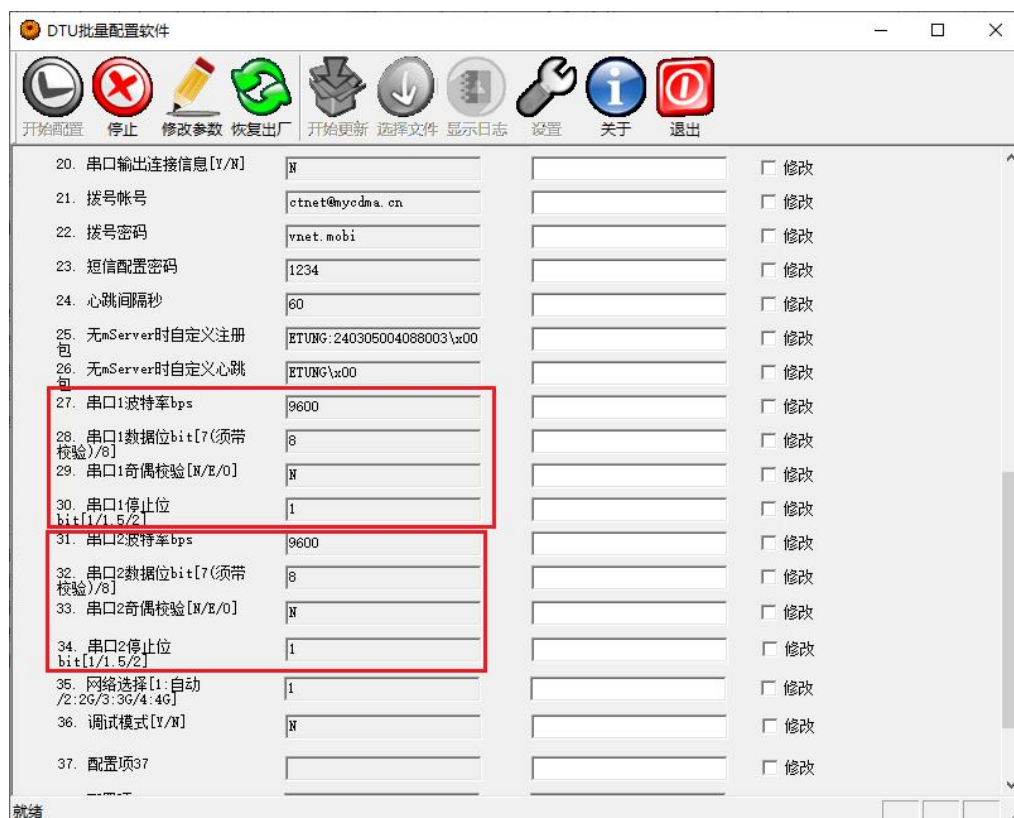 DTU批量配置软件
开始配置 停止 修改参数 恢复出厂 开始更新 选择文件 显示日志 设置 关于 退出
20. 串口输出连接信息[Y/N] N 修改
21. 拨号帐号 ctnet@mycdma.cn 修改
22. 拨号密码 vnet.mobi 修改
23. 短信配置密码 1234 修改
24. 心跳间隔秒 60 修改
25. 无mServer时自定义注册
包 ETUNG:240305004088003\x00 修改
26. 无mServer时自定义心跳
包 ETUNG\x00 修改
27. 串口1波特率bps 9600 修改
28. 串口1数据位bit[7(须带
校验)/8] 8 修改
29. 串口1奇偶校验[N/E/O] N 修改
30. 串口1停止位
bit[1/1.5/2] 1 修改
31. 串口2波特率bps 9600 修改
32. 串口2数据位bit[7(须带
校验)/8] 8 修改
33. 串口2奇偶校验[N/E/O] N 修改
34. 串口2停止位
bit[1/1.5/2] 1 修改
35. 网络选择[1:自动
/2:2G/3:3G/4:4G] 1 修改
36. 调试模式[Y/N] N 修改
37. 配置项37 修改
就绪